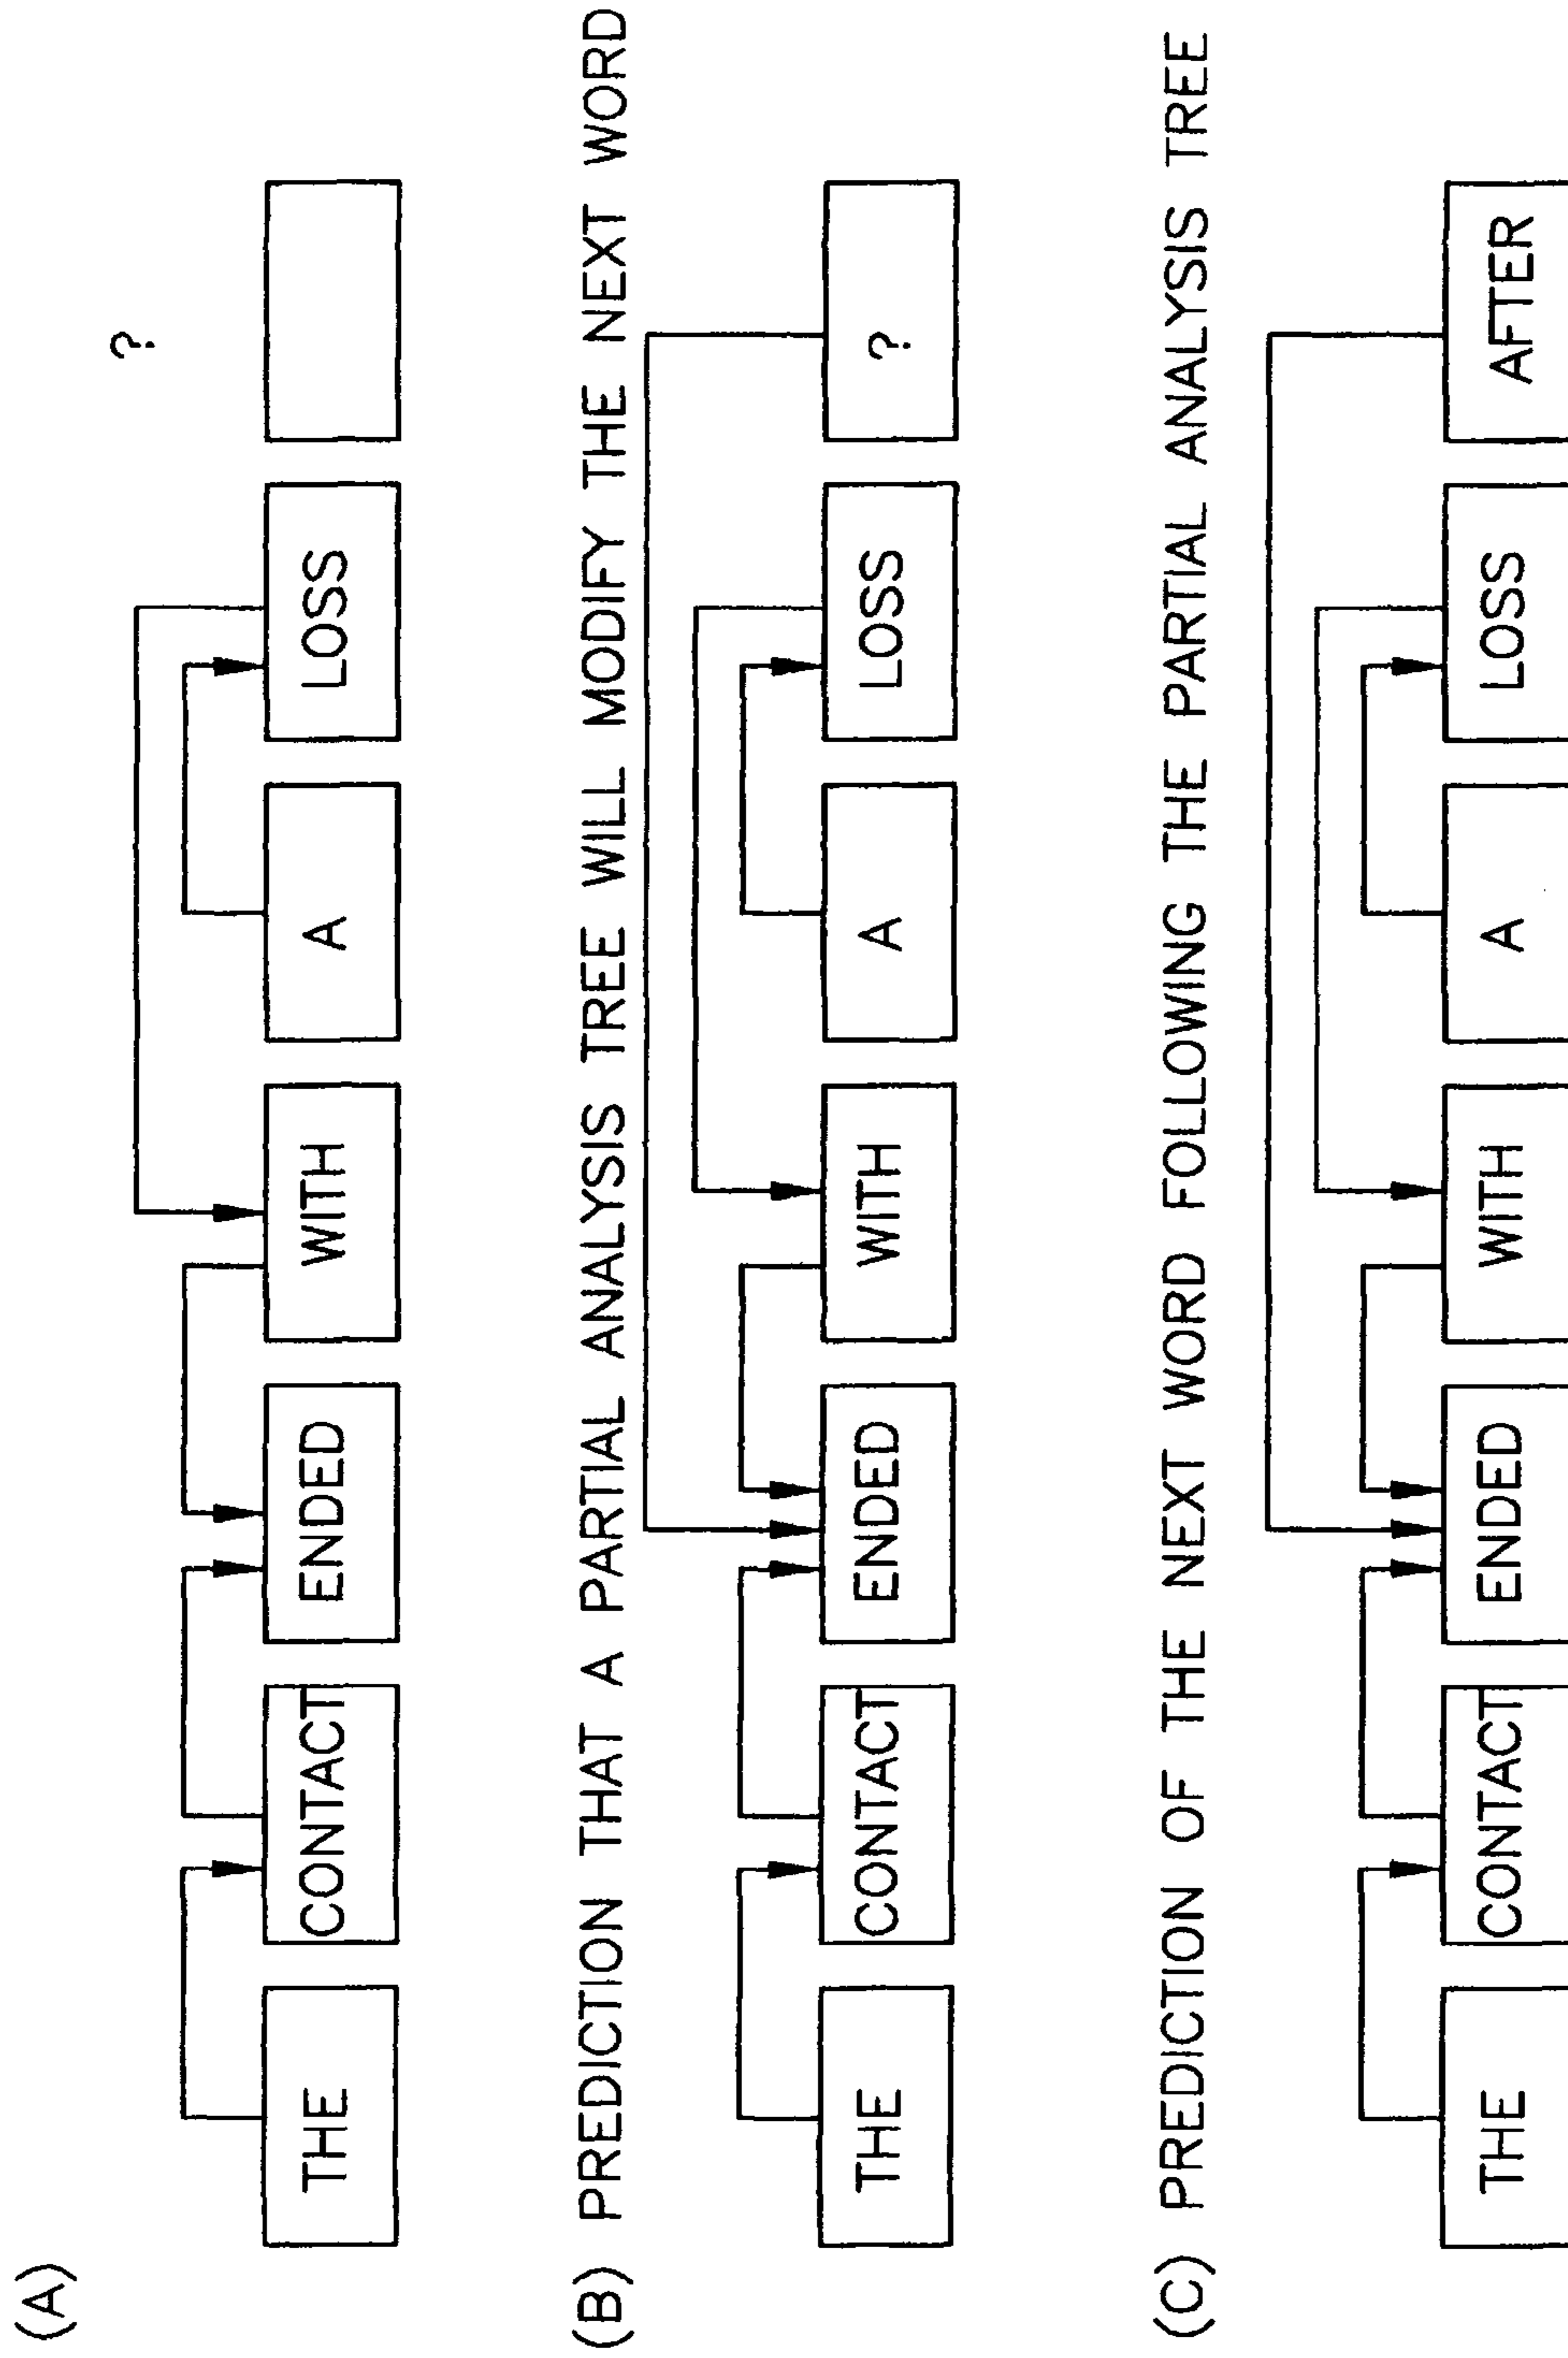 (A)
?
THE CONTACT ENDED WITH A LOSS
(B) PREDICTION THAT A PARTIAL ANALYSIS TREE WILL MODIFY THE NEXT WORD
THE CONTACT ENDED WITH A LOSS ?
(C) PREDICTION OF THE NEXT WORD FOLLOWING THE PARTIAL ANALYSIS TREE
THE CONTACT ENDED WITH A LOSS AFTER